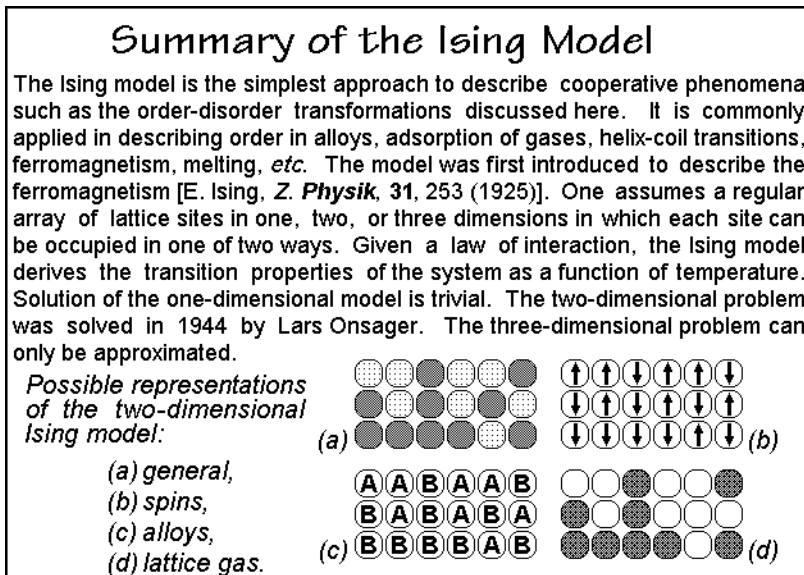 Summary of the Ising Model
The Ising model is the simplest approach to describe cooperative phenomena
such as the order-disorder transformations discussed here. It is commonly
applied in describing order in alloys, adsorption of gases, helix-coil transitions,
ferromagnetism, melting, etc. The model was first introduced to describe the
ferromagnetism [E. Ising, Z. Physik, 31, 253 (1925)]. One assumes a regular
array of lattice sites in one, two, or three dimensions in which each site can
be occupied in one of two ways. Given a law of interaction, the Ising model
derives the transition properties of the system as a function of temperature.
Solution of the one-dimensional model is trivial. The two-dimensional problem
was solved in 1944 by Lars Onsager. The three-dimensional problem can
only be approximated.
Possible representations
of the two-dimensional
Ising model:
(a) general,
(b) spins,
(c) alloys,
(d) lattice gas.
(a)
(b)
A A B A A B
B A B A B A
(c) B B B B A B
(d)